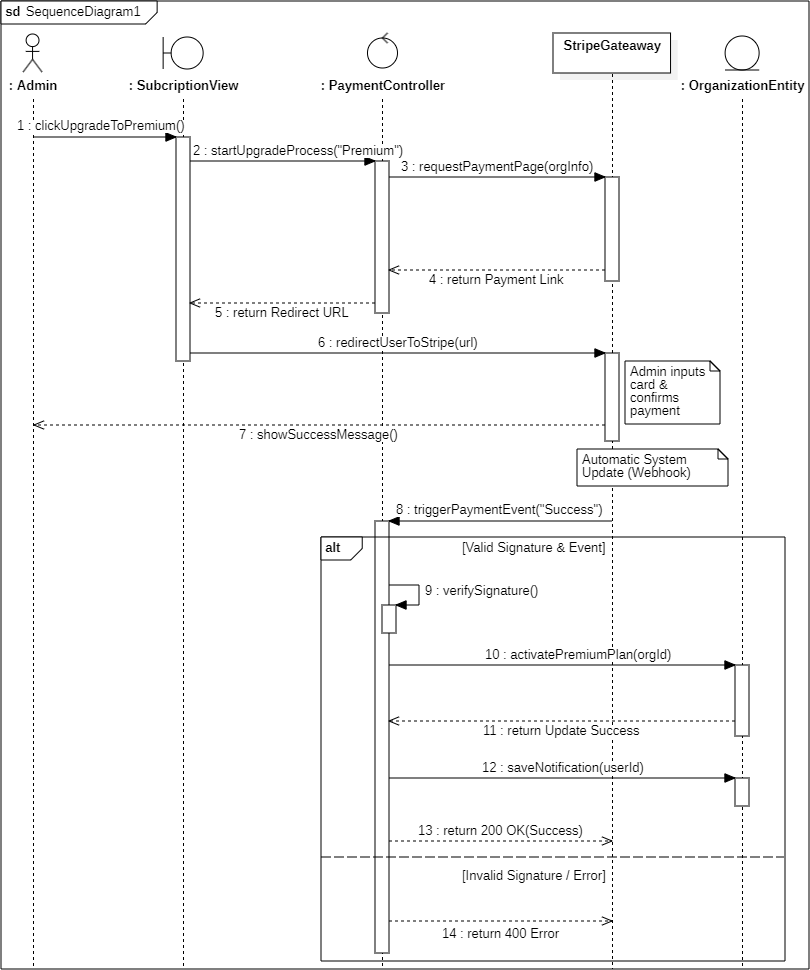 sd SequenceDiagram1
: Admin
: SubcriptionView
: PaymentController
StripeGateaway
: OrganizationEntity
1 : clickUpgradeToPremium()
2 : startUpgradeProcess("Premium")
3 : requestPaymentPage(orgInfo)
4 : return Payment Link
5 : return Redirect URL
6 : redirectUserToStripe(url)
Admin inputs
card &
confirms
payment
7 : showSuccessMessage()
Automatic System
Update (Webhook)
8 : triggerPaymentEvent("Success")
alt
[Valid Signature & Event]
9 : verifySignature()
10 : activatePremiumPlan(orgId)
11 : return Update Success
12 : saveNotification(userId)
13 : return 200 OK(Success)
[Invalid Signature / Error]
14 : return 400 Error